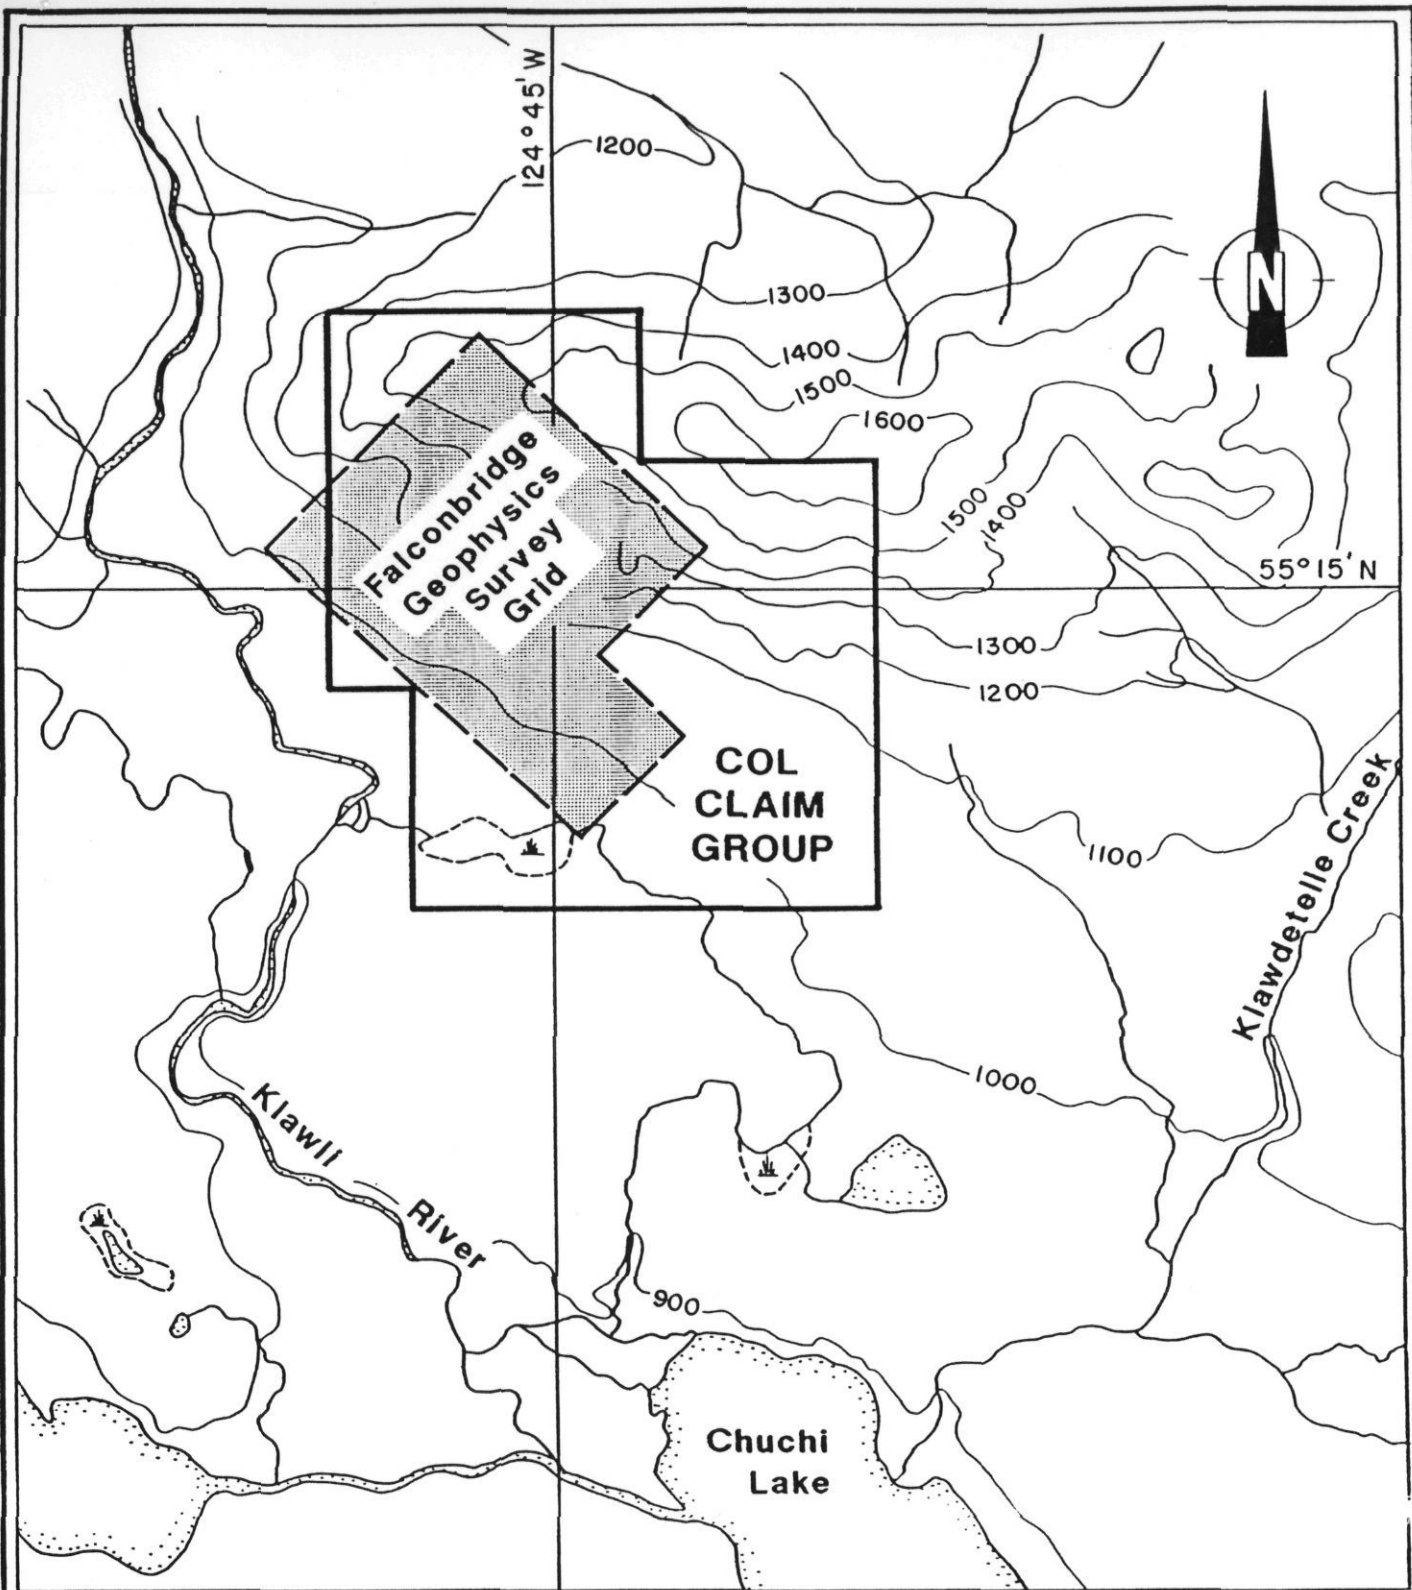 124°45' W
1200
1300
1400
1500
1600
N
1500
1400
55°15' N
Falconbridge
Geophysics
Survey
Grid
1300
1200
COL
CLAIM
GROUP
1100
Klawdetelle Creek
1000
Klawli
River
900
Chuchi
Lake